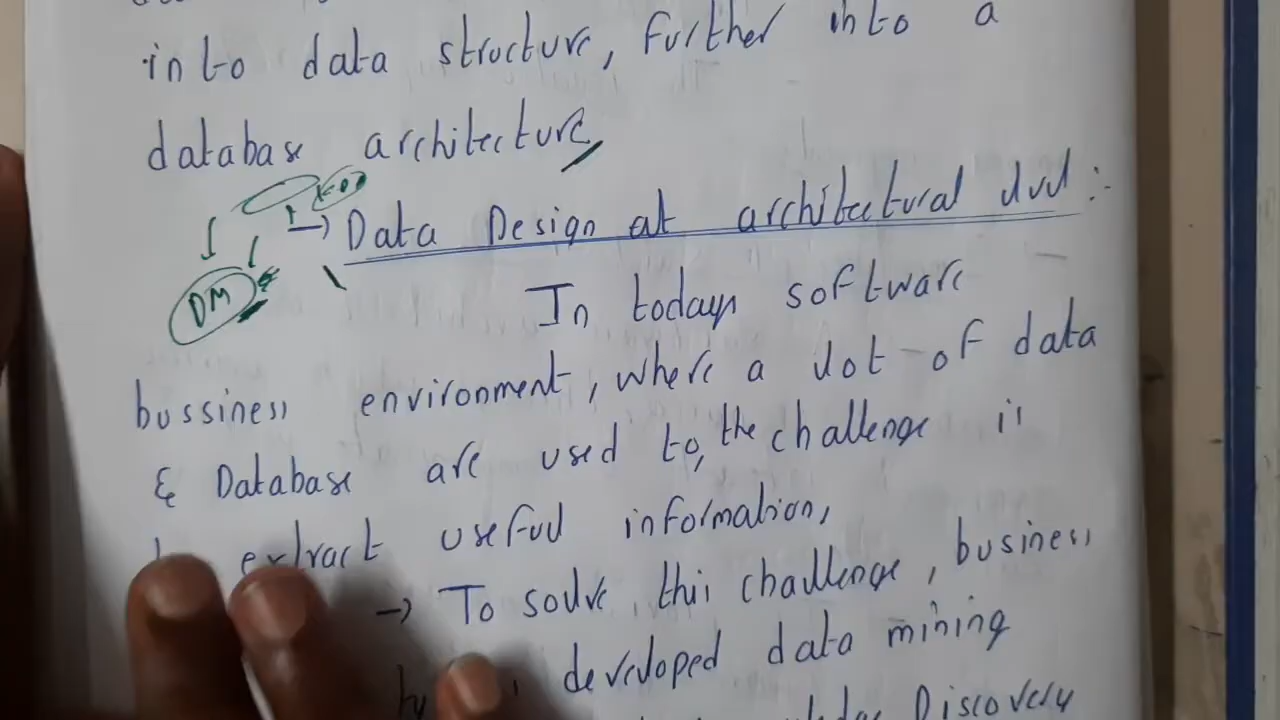 into data structure, further into a
database architecture,
→ Data Design at architectural level :-
DM
In todays software
bussiness environment, where a lot of data
& Database are used to, the challenge is
extract useful information,
→ To solve this challenge, business
developed data mining
Discovery